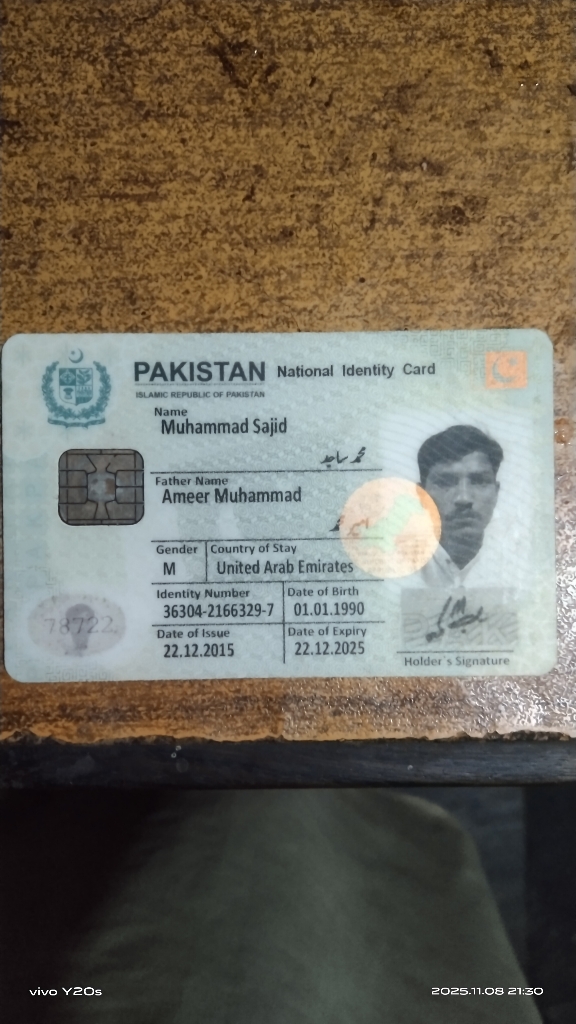 PAKISTAN National Identity Card
ISLAMIC REPUBLIC OF PAKISTAN
Name
Muhammad Sajid
محمد ساجد
Father Name
Ameer Muhammad
Gender Country of Stay
M United Arab Emirates
Identity Number Date of Birth
36304-2166329-7 01.01.1990
Date of Issue Date of Expiry
22.12.2015 22.12.2025
78722
Holder's Signature
vivo Y20s 2025.11.08 21:30